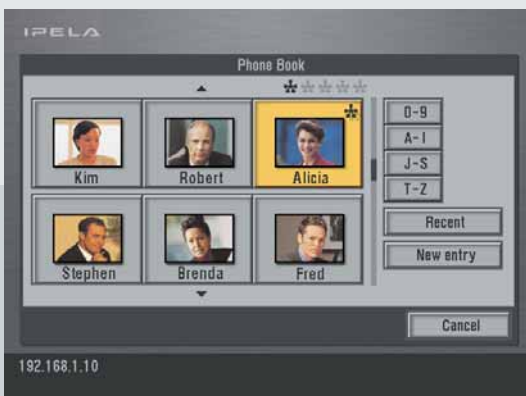 IPELA
Phone Book
Kim
Robert
Alicia
Stephen
Brenda
Fred
0-9
A-I
J-S
T-Z
Recent
New entry
Cancel
192.168.1.10